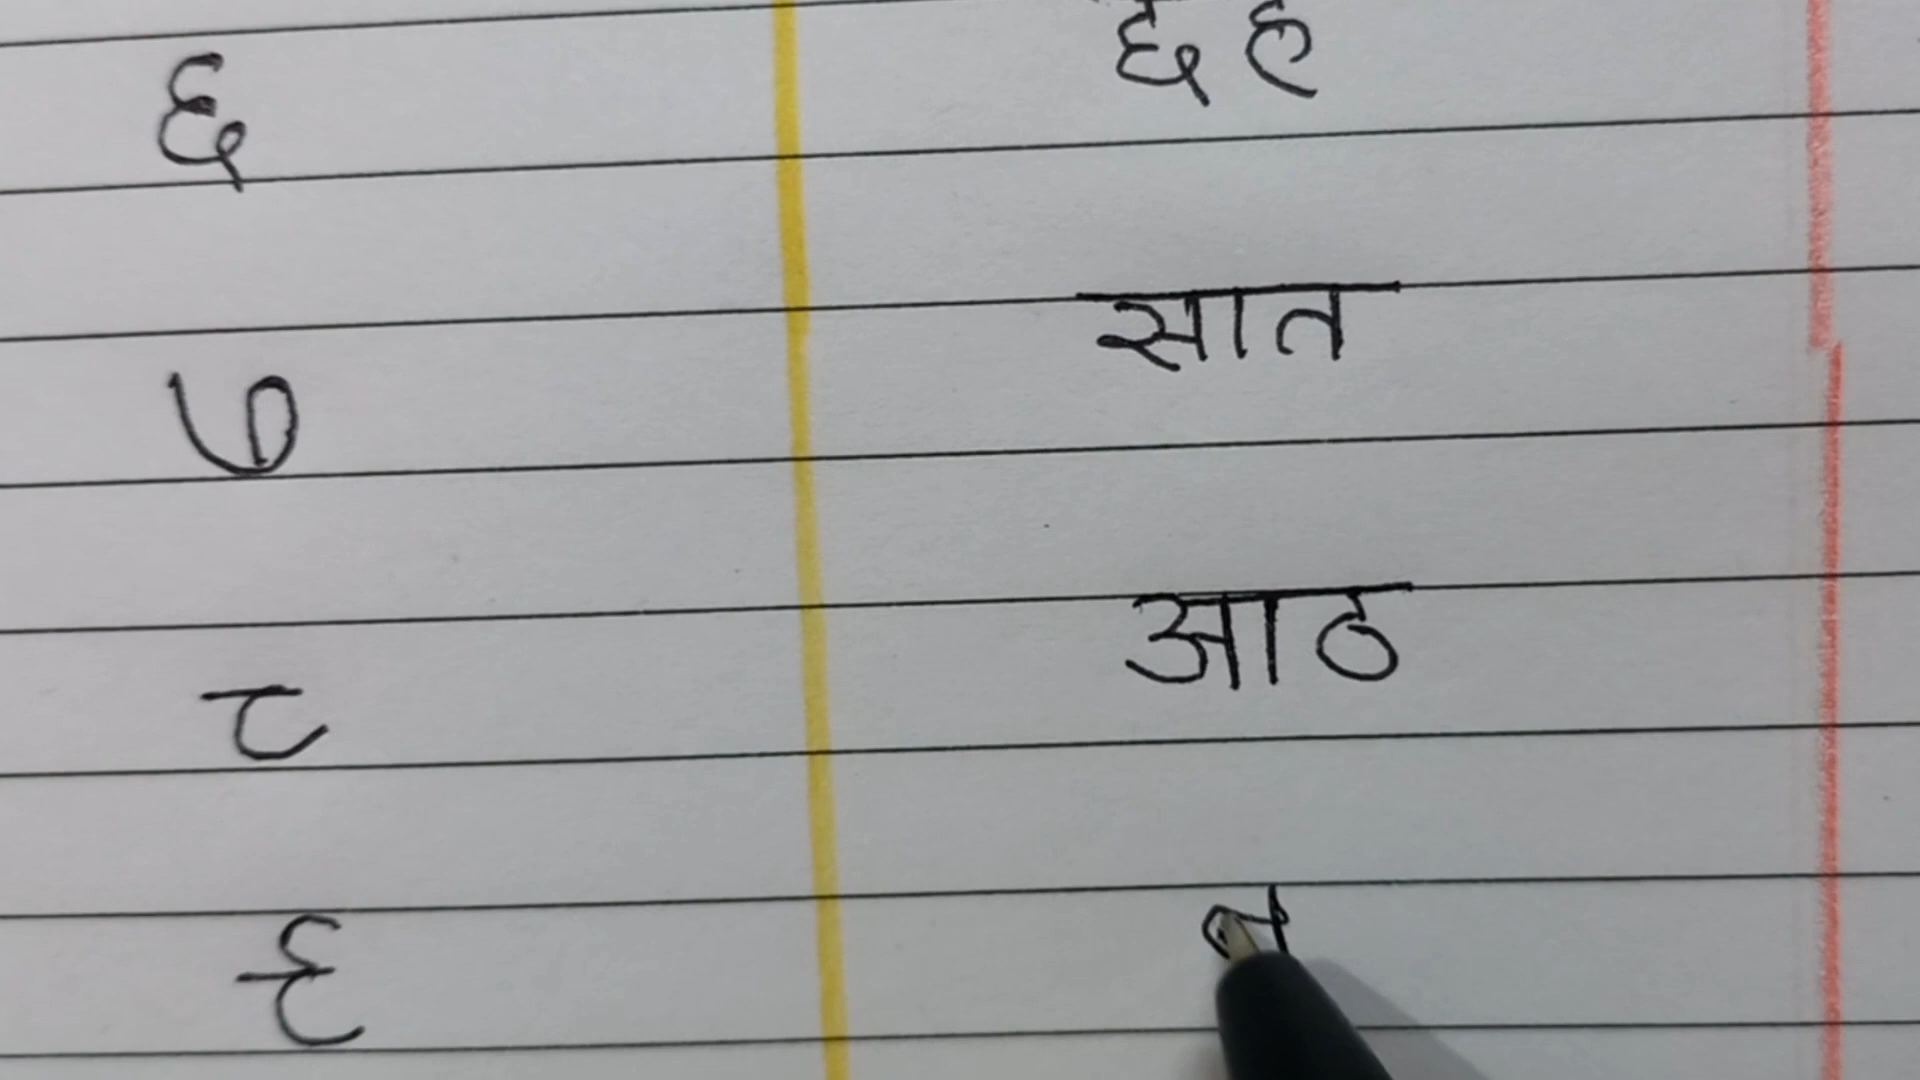 ६ छह
७ सात
८ आठ
९ न